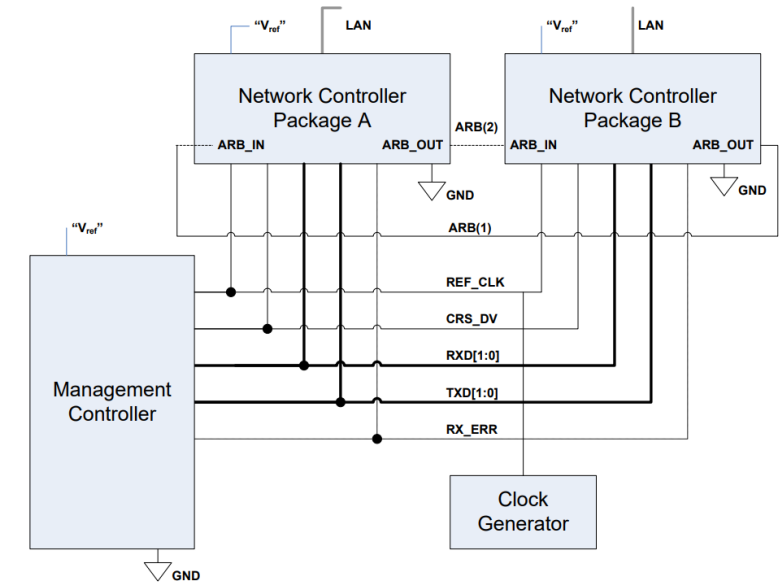 “Vref”
LAN
“Vref”
LAN
Network Controller
Package A
Network Controller
Package B
ARB(2)
ARB_IN
ARB_OUT
ARB_IN
ARB_OUT
GND
GND
“Vref”
ARB(1)
REF_CLK
CRS_DV
RXD[1:0]
TXD[1:0]
RX_ERR
Management
Controller
Clock
Generator
GND